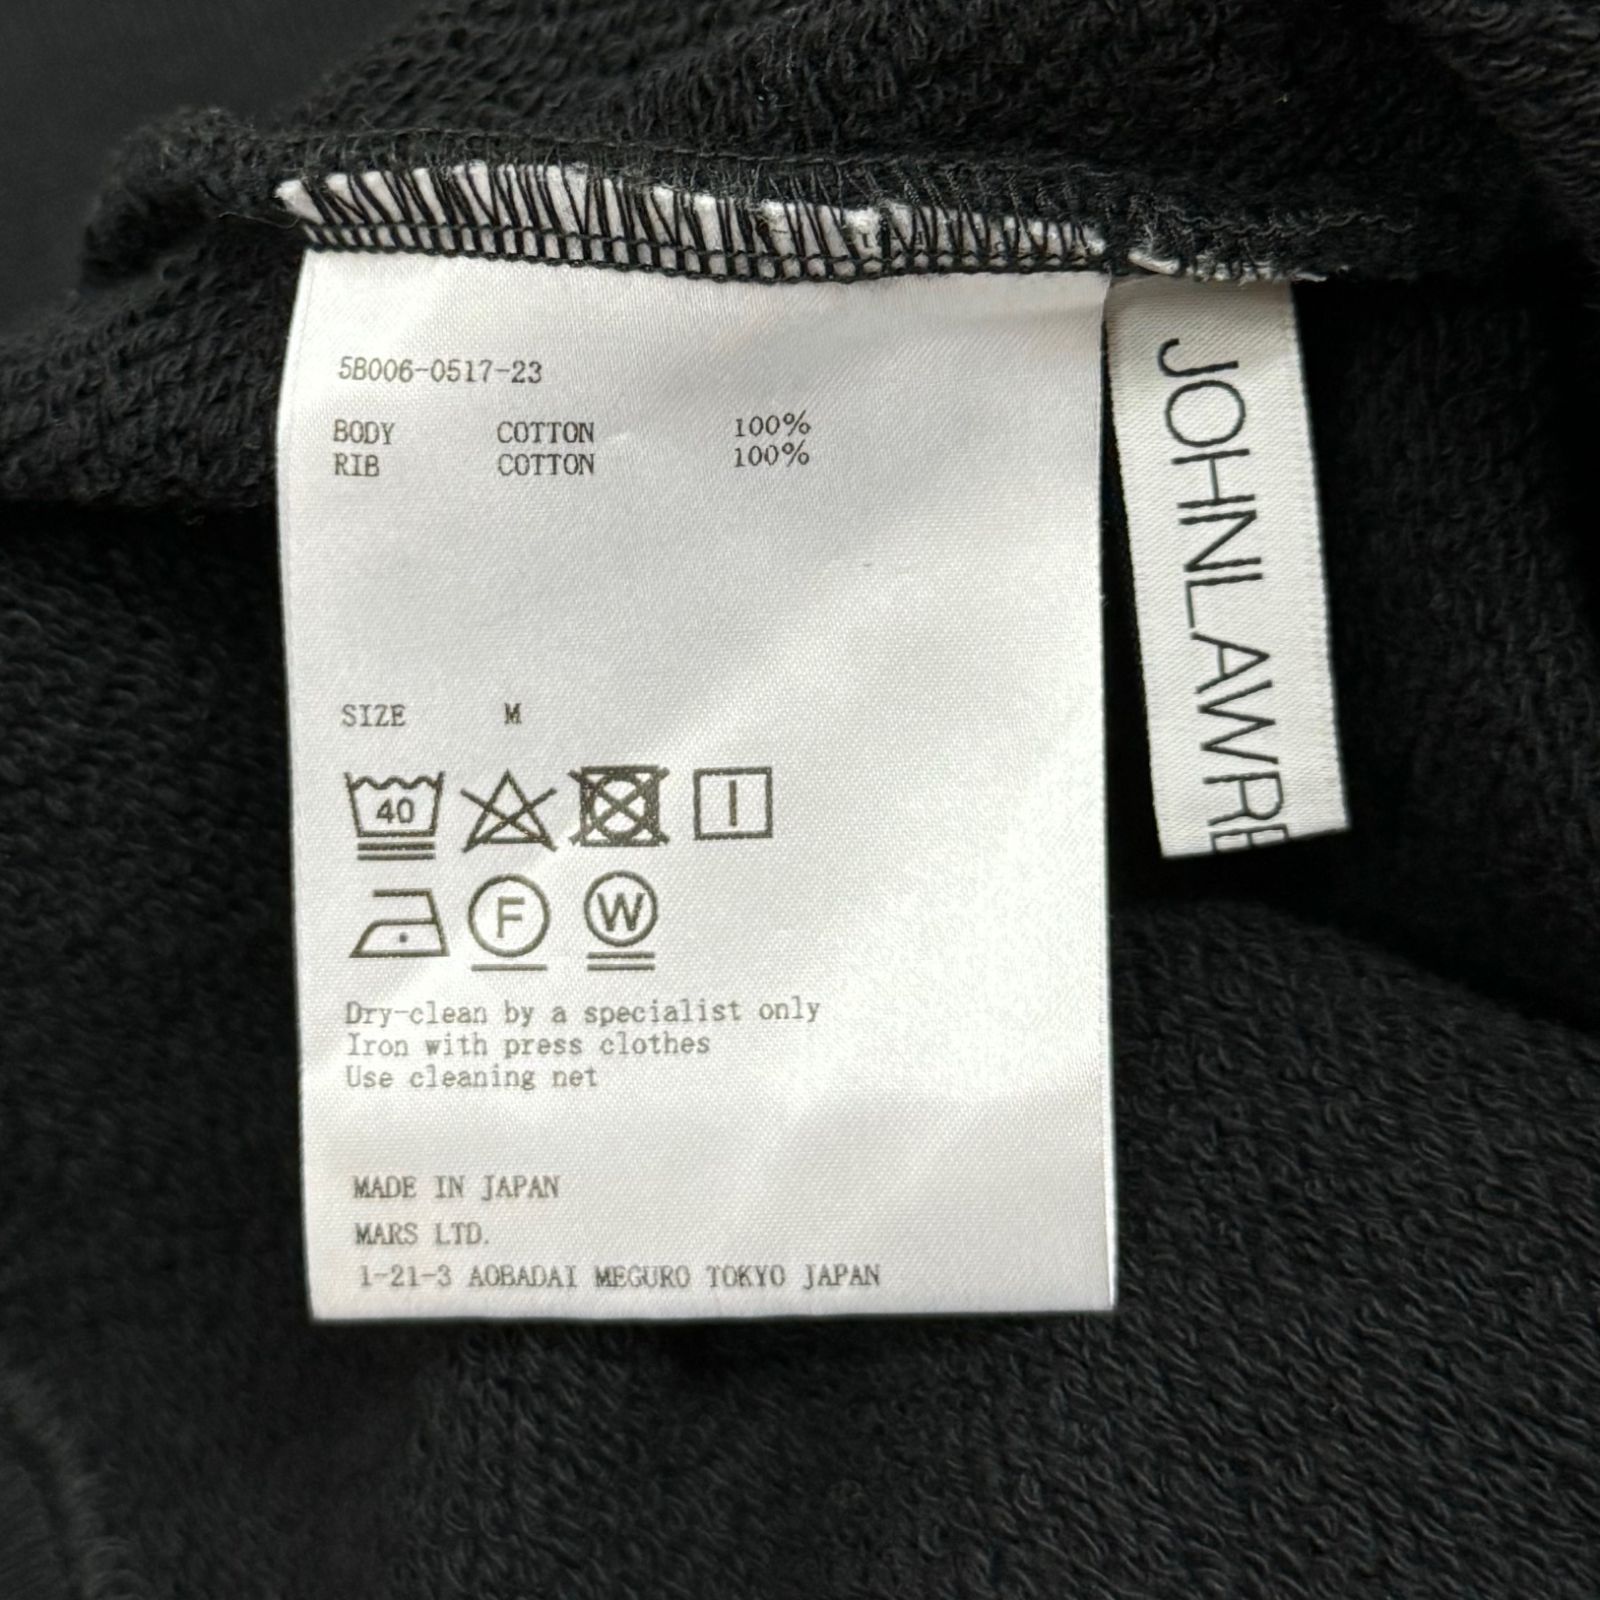 5B006-0517-23
BODY COTTON 100%
RIB COTTON 100%
SIZE M
40
F W
Dry-clean by a specialist only
Iron with press clothes
Use cleaning net
MADE IN JAPAN
MARS LTD.
1-21-3 AOBADAI MEGURO TOKYO JAPAN
JOHNLAWRE